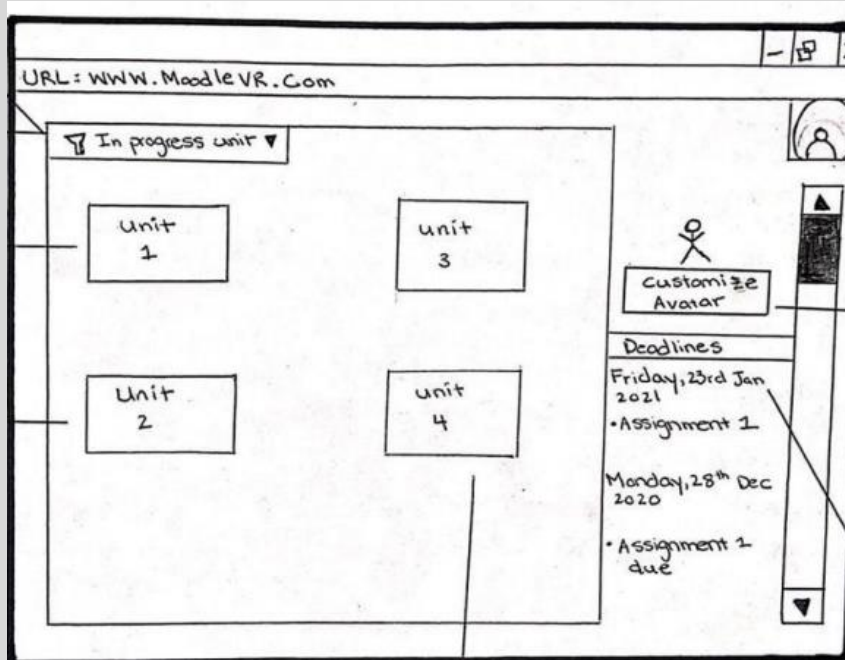 URL: WWW.MoodleVR.Com
In progress unit
unit
1
unit
3
Unit
2
unit
4
Customize
Avatar
Deadlines
Friday, 23rd Jan
2021
•Assignment 1
Monday, 28th Dec
2020
• Assignment 1
due